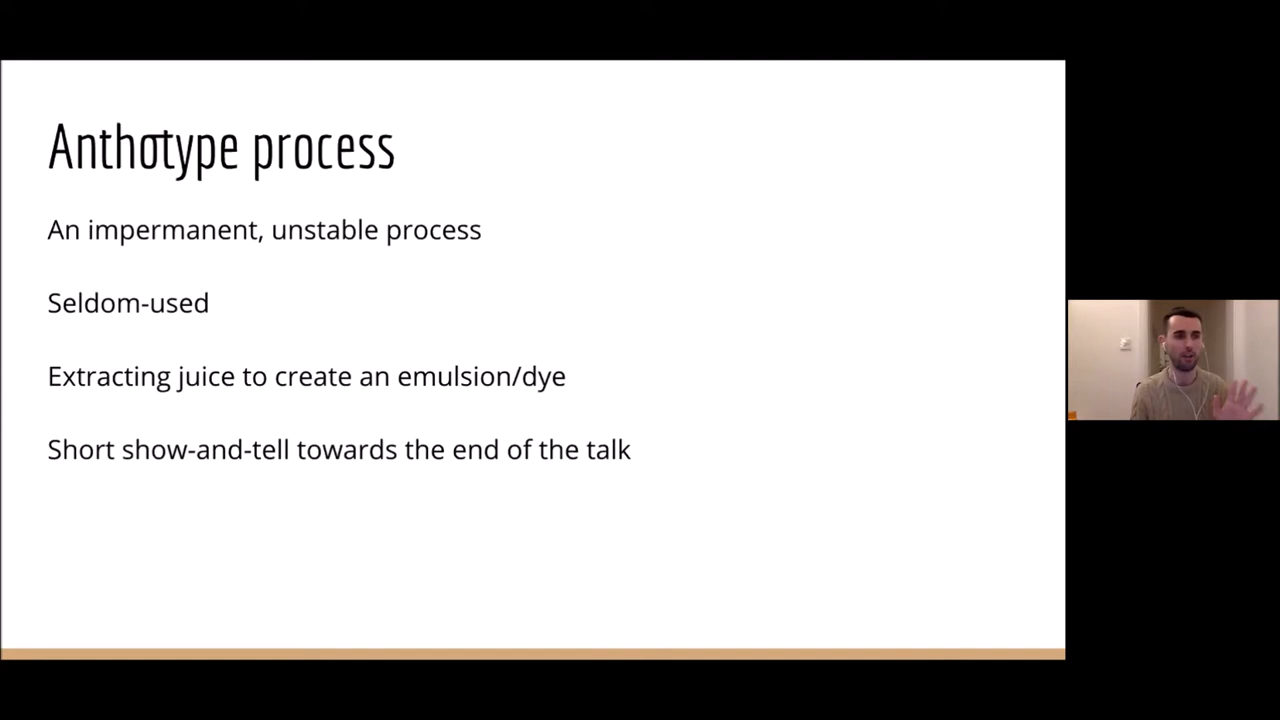 Anthotype process
An impermanent, unstable process
Seldom-used
Extracting juice to create an emulsion/dye
Short show-and-tell towards the end of the talk